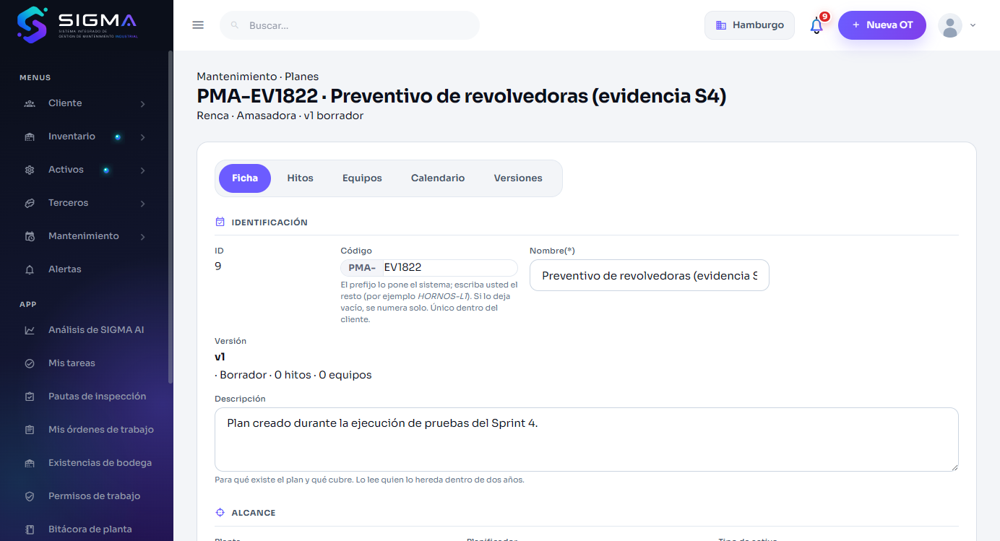 SIGMA
SISTEMA INTEGRADO DE
GESTIÓN DE MANTENIMIENTO INDUSTRIAL
Buscar...
Hamburgo
9
+ Nueva OT
MENUS
Cliente
Inventario
Activos
Terceros
Mantenimiento
Alertas
APP
Análisis de SIGMA AI
Mis tareas
Pautas de inspección
Mis órdenes de trabajo
Existencias de bodega
Permisos de trabajo
Bitácora de planta
Mantenimiento · Planes
PMA-EV1822 · Preventivo de revolvedoras (evidencia S4)
Renca · Amasadora · v1 borrador
Ficha
Hitos
Equipos
Calendario
Versiones
IDENTIFICACIÓN
ID
9
Código
PMA- EV1822
El prefijo lo pone el sistema; escriba usted el
resto (por ejemplo HORNOS-L1). Si lo deja
vacío, se numera solo. Único dentro del
cliente.
Nombre(*)
Preventivo de revolvedoras (evidencia S
Versión
v1
· Borrador · 0 hitos · 0 equipos
Descripción
Plan creado durante la ejecución de pruebas del Sprint 4.
Para qué existe el plan y qué cubre. Lo lee quien lo hereda dentro de dos años.
ALCANCE
Planta
Planificador
Tipo de activo